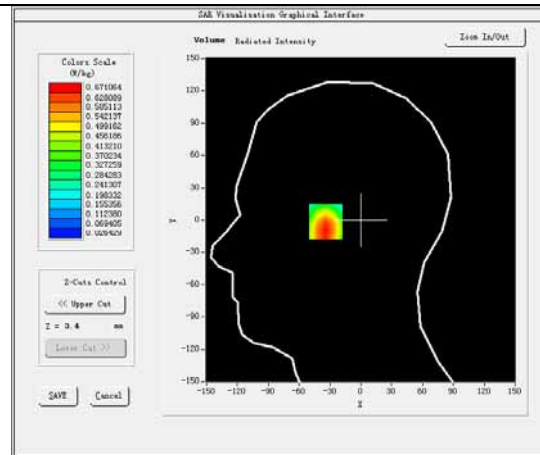 SAR Visualisation Graphical Interface
Volume Radiated Intensity
Zoom In/Out
Colors Scale
(W/kg)
0.671064
0.628089
0.585113
0.542137
0.499162
0.456186
0.413210
0.370234
0.327259
0.284283
0.241307
0.198332
0.155356
0.112380
0.069405
0.026429
Z-Cuts Control
<< Upper Cut
Z = 3.4 mm
Lower Cut >>
SAVE Cancel
150
120
90
60
30
Y 0
-30
-60
-90
-120
-150
-150 -120 -90 -60 -30 0 30 60 90 120 150
X